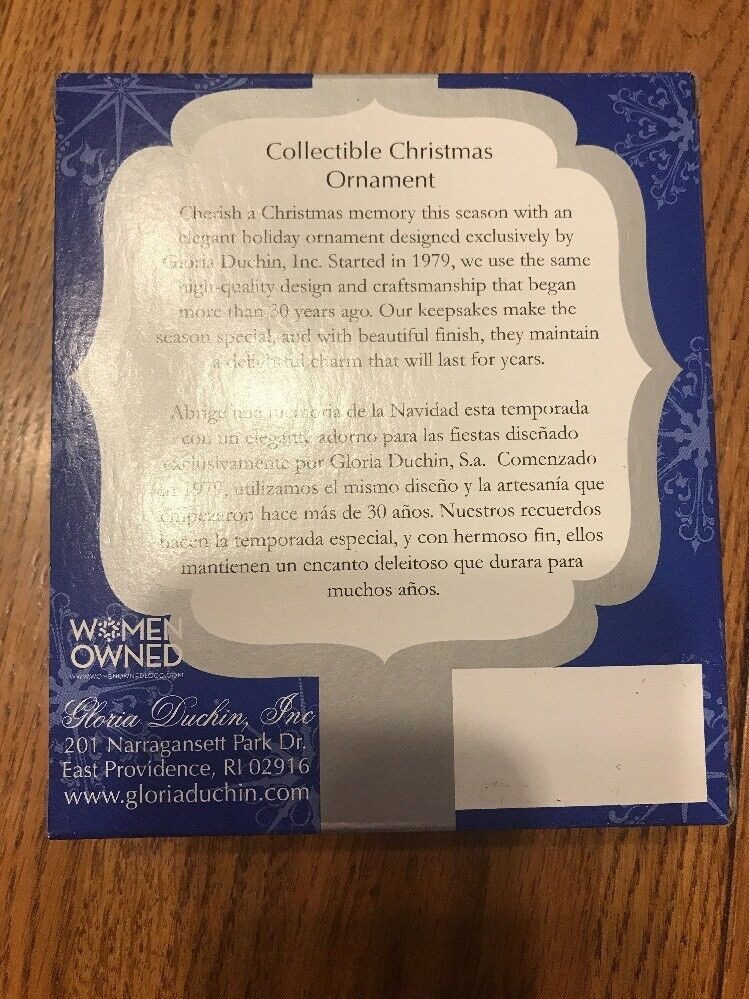 Collectible Christmas
Ornament
Cherish a Christmas memory this season with an
elegant holiday ornament designed exclusively by
Gloria Duchin, Inc. Started in 1979, we use the same
high-quality design and craftsmanship that began
more than 30 years ago. Our keepsakes make the
season special, and with beautiful finish, they maintain
a delightful charm that will last for years.
Abrigé una memoria de la Navidad esta temporada
con un elegante adorno para las fiestas diseñado
exclusivamente por Gloria Duchin, S.a. Comenzado
en 1979, utilizamos el mismo diseño y la artesanía que
empezaron hace más de 30 años. Nuestros recuerdos
hacen la temporada especial, y con hermoso fin, ellos
mantienen un encanto deleitoso que durara para
muchos años.
WOMEN
OWNED
WWW.WOMENOWNEDLOGO.COM
Gloria Duchin, Inc
201 Narragansett Park Dr.
East Providence, RI 02916
www.gloriaduchin.com